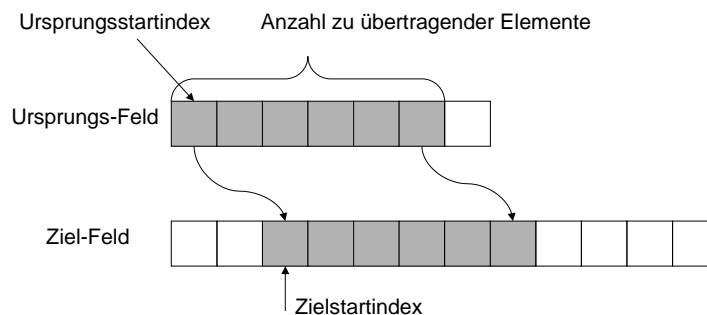 Ursprungsstartindex
Anzahl zu übertragender Elemente
Ursprungs-Feld
Ziel-Feld
Zielstartindex